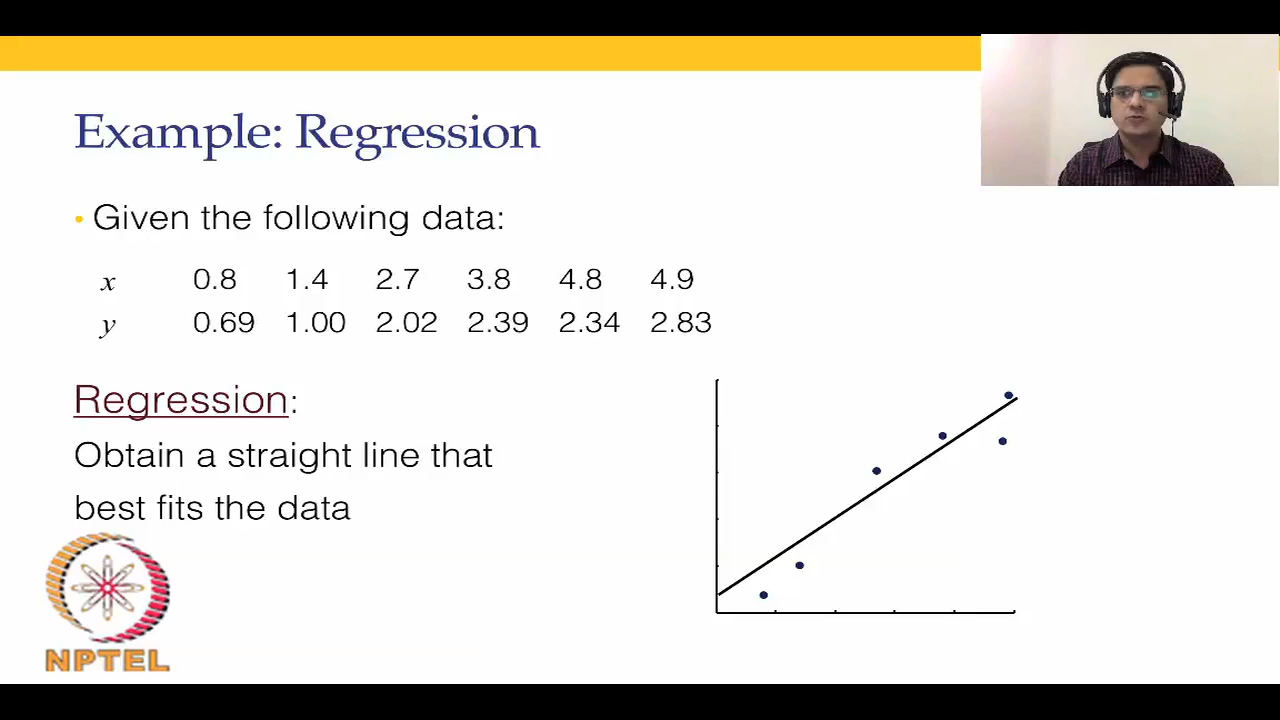 Example: Regression
• Given the following data:
x 0.8 1.4 2.7 3.8 4.8 4.9
y 0.69 1.00 2.02 2.39 2.34 2.83
Regression:
Obtain a straight line that
best fits the data
NPTEL